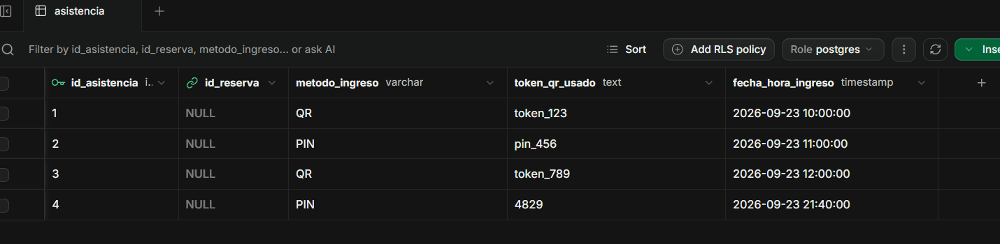 asistencia
Filter by id_asistencia, id_reserva, metodo_ingreso... or ask AI Sort Add RLS policy Role postgres
id_asistencia i.. id_reserva metodo_ingreso varchar token_qr_usado text fecha_hora_ingreso timestamp
1 NULL QR token_123 2026-09-23 10:00:00
2 NULL PIN pin_456 2026-09-23 11:00:00
3 NULL QR token_789 2026-09-23 12:00:00
4 NULL PIN 4829 2026-09-23 21:40:00